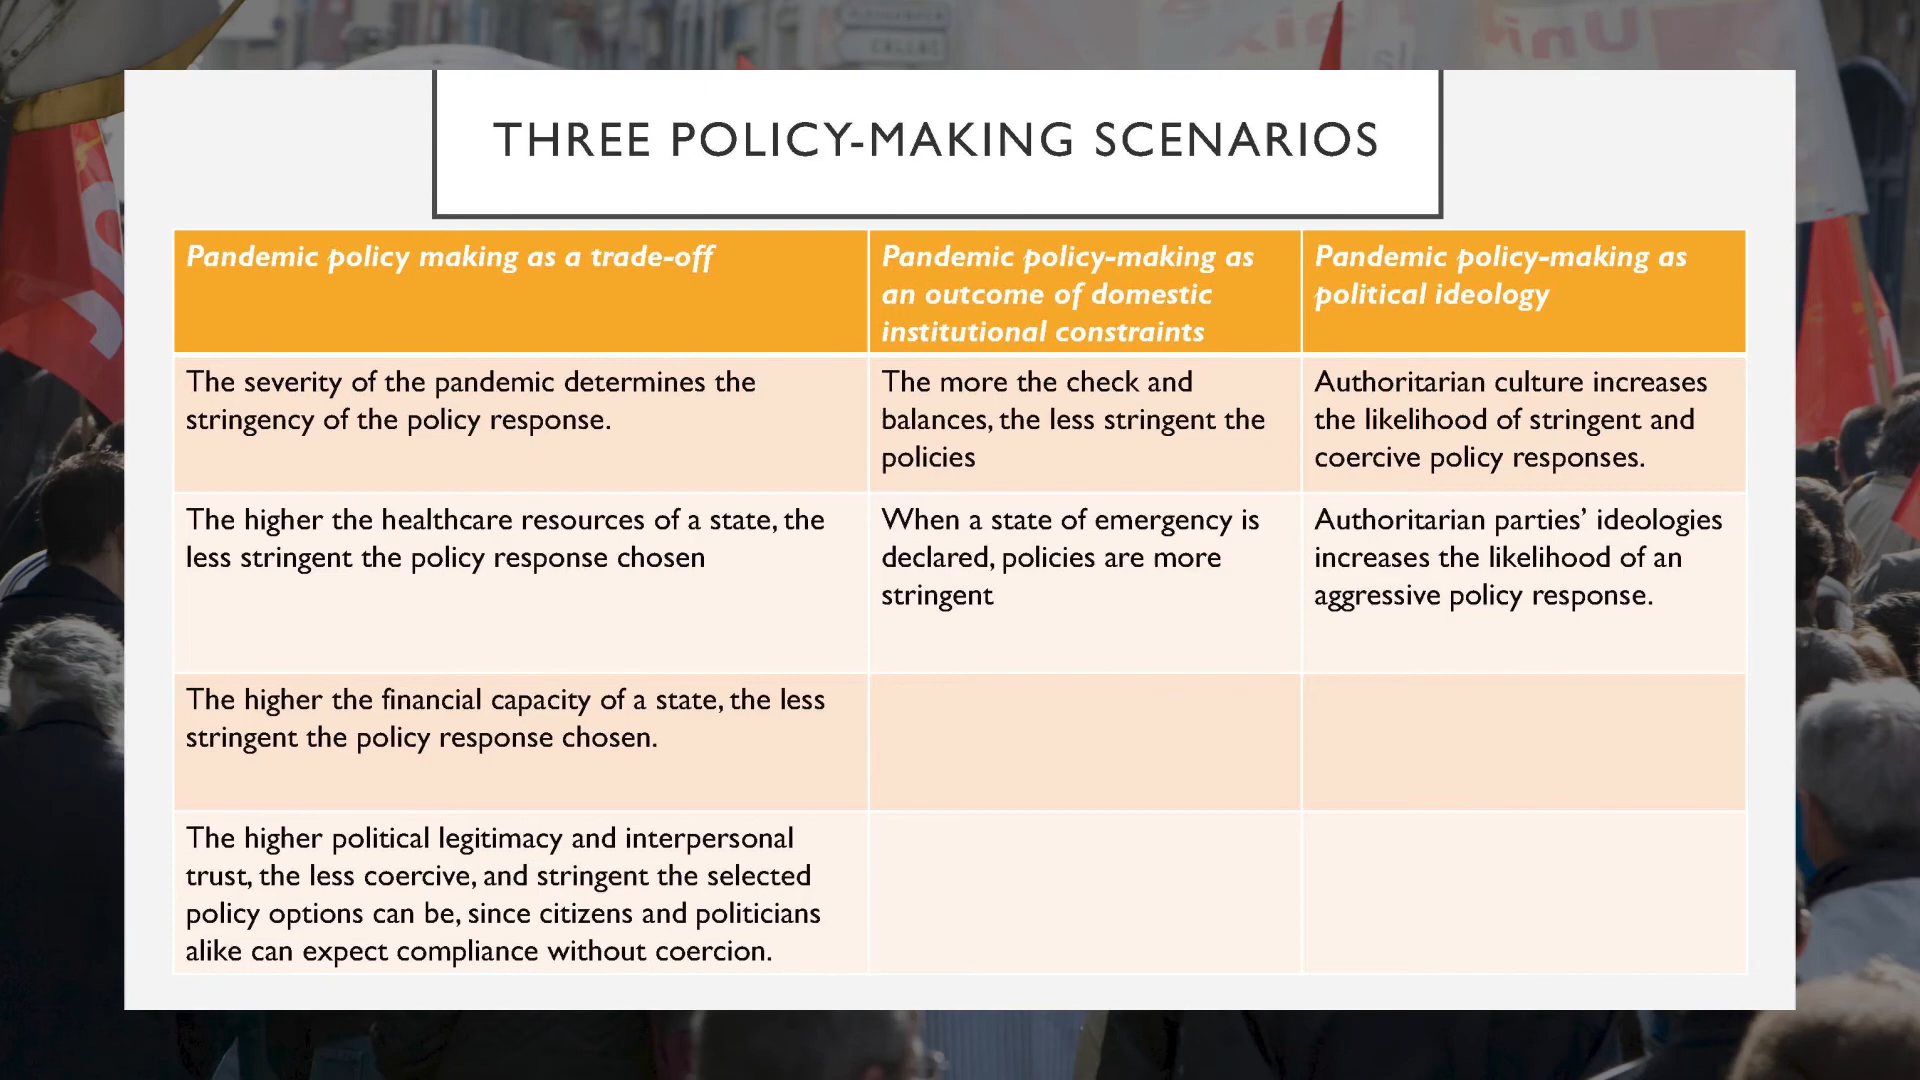 THREE POLICY-MAKING SCENARIOS
Pandemic policy making as a trade-off
Pandemic policy-making as
an outcome of domestic
institutional constraints
Pandemic policy-making as
political ideology
The severity of the pandemic determines the
stringency of the policy response.
The more the check and
balances, the less stringent the
policies
Authoritarian culture increases
the likelihood of stringent and
coercive policy responses.
The higher the healthcare resources of a state, the
less stringent the policy response chosen
When a state of emergency is
declared, policies are more
stringent
Authoritarian parties’ ideologies
increases the likelihood of an
aggressive policy response.
The higher the financial capacity of a state, the less
stringent the policy response chosen.
The higher political legitimacy and interpersonal
trust, the less coercive, and stringent the selected
policy options can be, since citizens and politicians
alike can expect compliance without coercion.